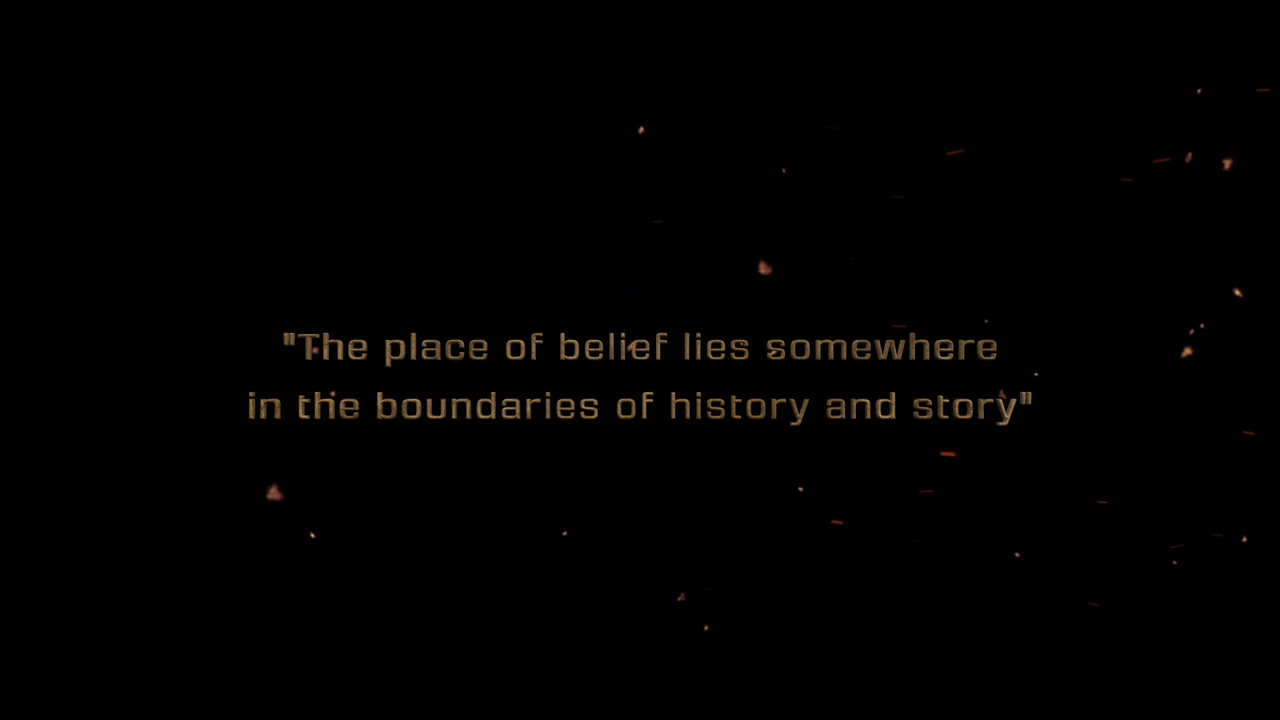 "The place of belief lies somewhere
in the boundaries of history and story"